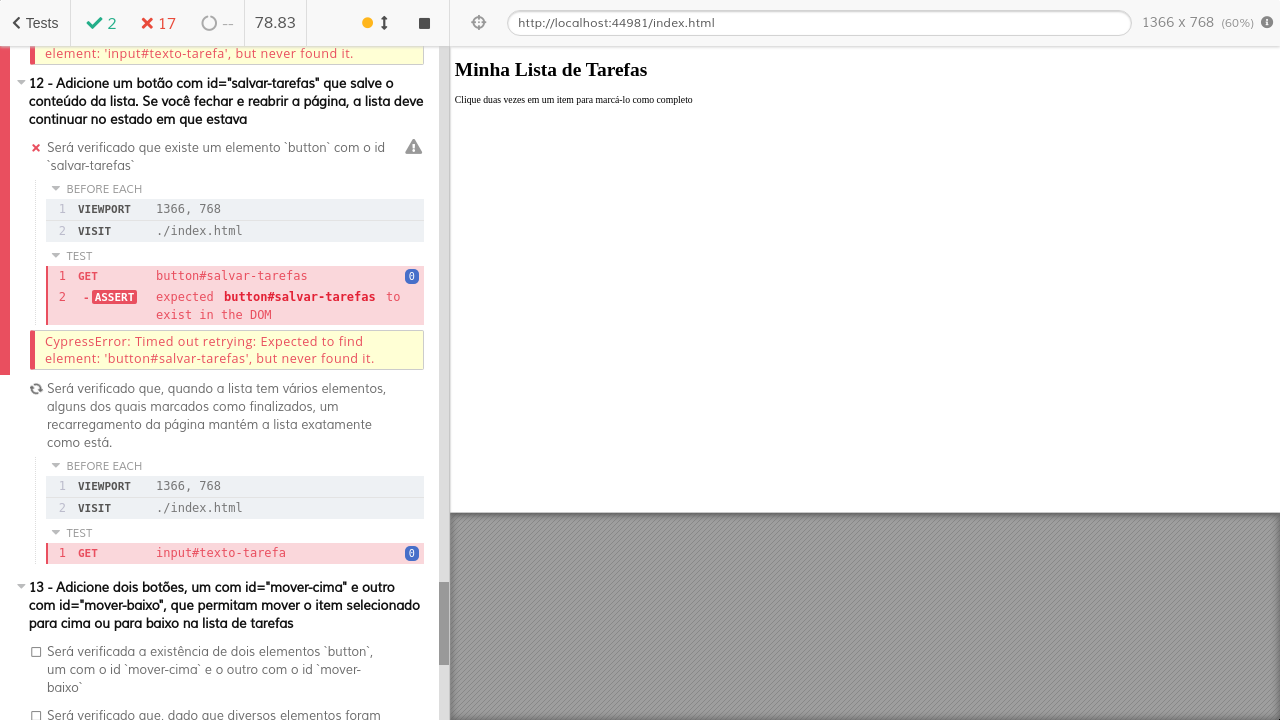 Tests 2 17 -- 78.83
http://localhost:44981/index.html 1366 x 768 (60%)
element: 'input#texto-tarefa', but never found it.
12 - Adicione um botão com id="salvar-tarefas" que salve o
conteúdo da lista. Se você fechar e reabrir a página, a lista deve
continuar no estado em que estava
Será verificado que existe um elemento `button` com o id
`salvar-tarefas`
BEFORE EACH
1 VIEWPORT 1366, 768
2 VISIT ./index.html
TEST
1 GET button#salvar-tarefas 0
2 -ASSERT expected button#salvar-tarefas to
exist in the DOM
CypressError: Timed out retrying: Expected to find
element: 'button#salvar-tarefas', but never found it.
Será verificado que, quando a lista tem vários elementos,
alguns dos quais marcados como finalizados, um
recarregamento da página mantém a lista exatamente
como está.
BEFORE EACH
1 VIEWPORT 1366, 768
2 VISIT ./index.html
TEST
1 GET input#texto-tarefa 0
13 - Adicione dois botões, um com id="mover-cima" e outro
com id="mover-baixo", que permitam mover o item selecionado
para cima ou para baixo na lista de tarefas
Será verificada a existência de dois elementos `button`,
um com o id `mover-cima` e o outro com o id `mover-
baixo`
Será verificado que, dado que diversos elementos foram
Minha Lista de Tarefas
Clique duas vezes em um item para marcá-lo como completo